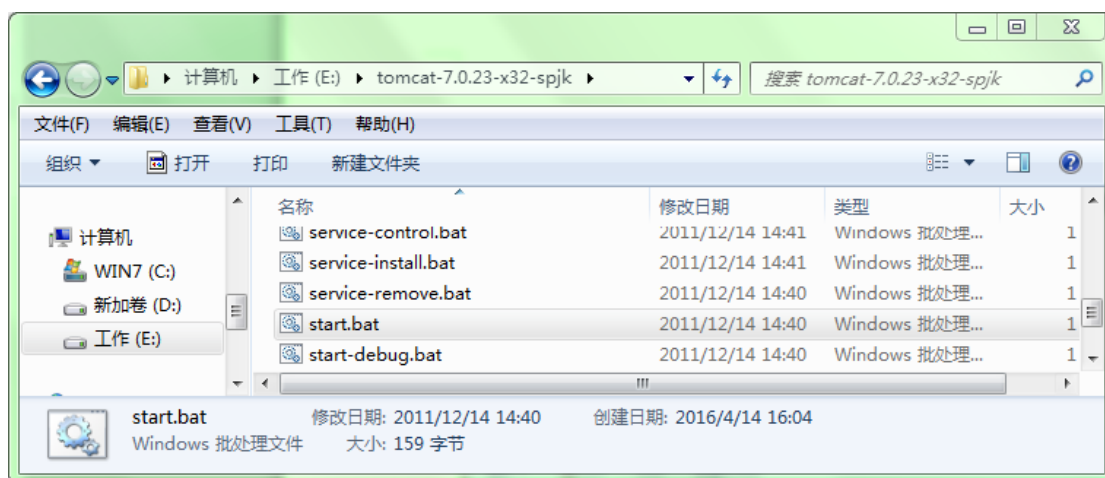 计算机 工作 (E:) tomcat-7.0.23-x32-spjk 搜索 tomcat-7.0.23-x32-spjk
文件(F) 编辑(E) 查看(V) 工具(T) 帮助(H)
组织 打开 打印 新建文件夹
名称 修改日期 类型 大小
计算机
WIN7 (C:)
新加卷 (D:)
工作 (E:)
service-control.bat 2011/12/14 14:41 Windows 批处理... 1
service-install.bat 2011/12/14 14:41 Windows 批处理... 1
service-remove.bat 2011/12/14 14:40 Windows 批处理... 1
start.bat 2011/12/14 14:40 Windows 批处理... 1
start-debug.bat 2011/12/14 14:40 Windows 批处理... 1
start.bat 修改日期: 2011/12/14 14:40 创建日期: 2016/4/14 16:04
Windows 批处理文件 大小: 159 字节